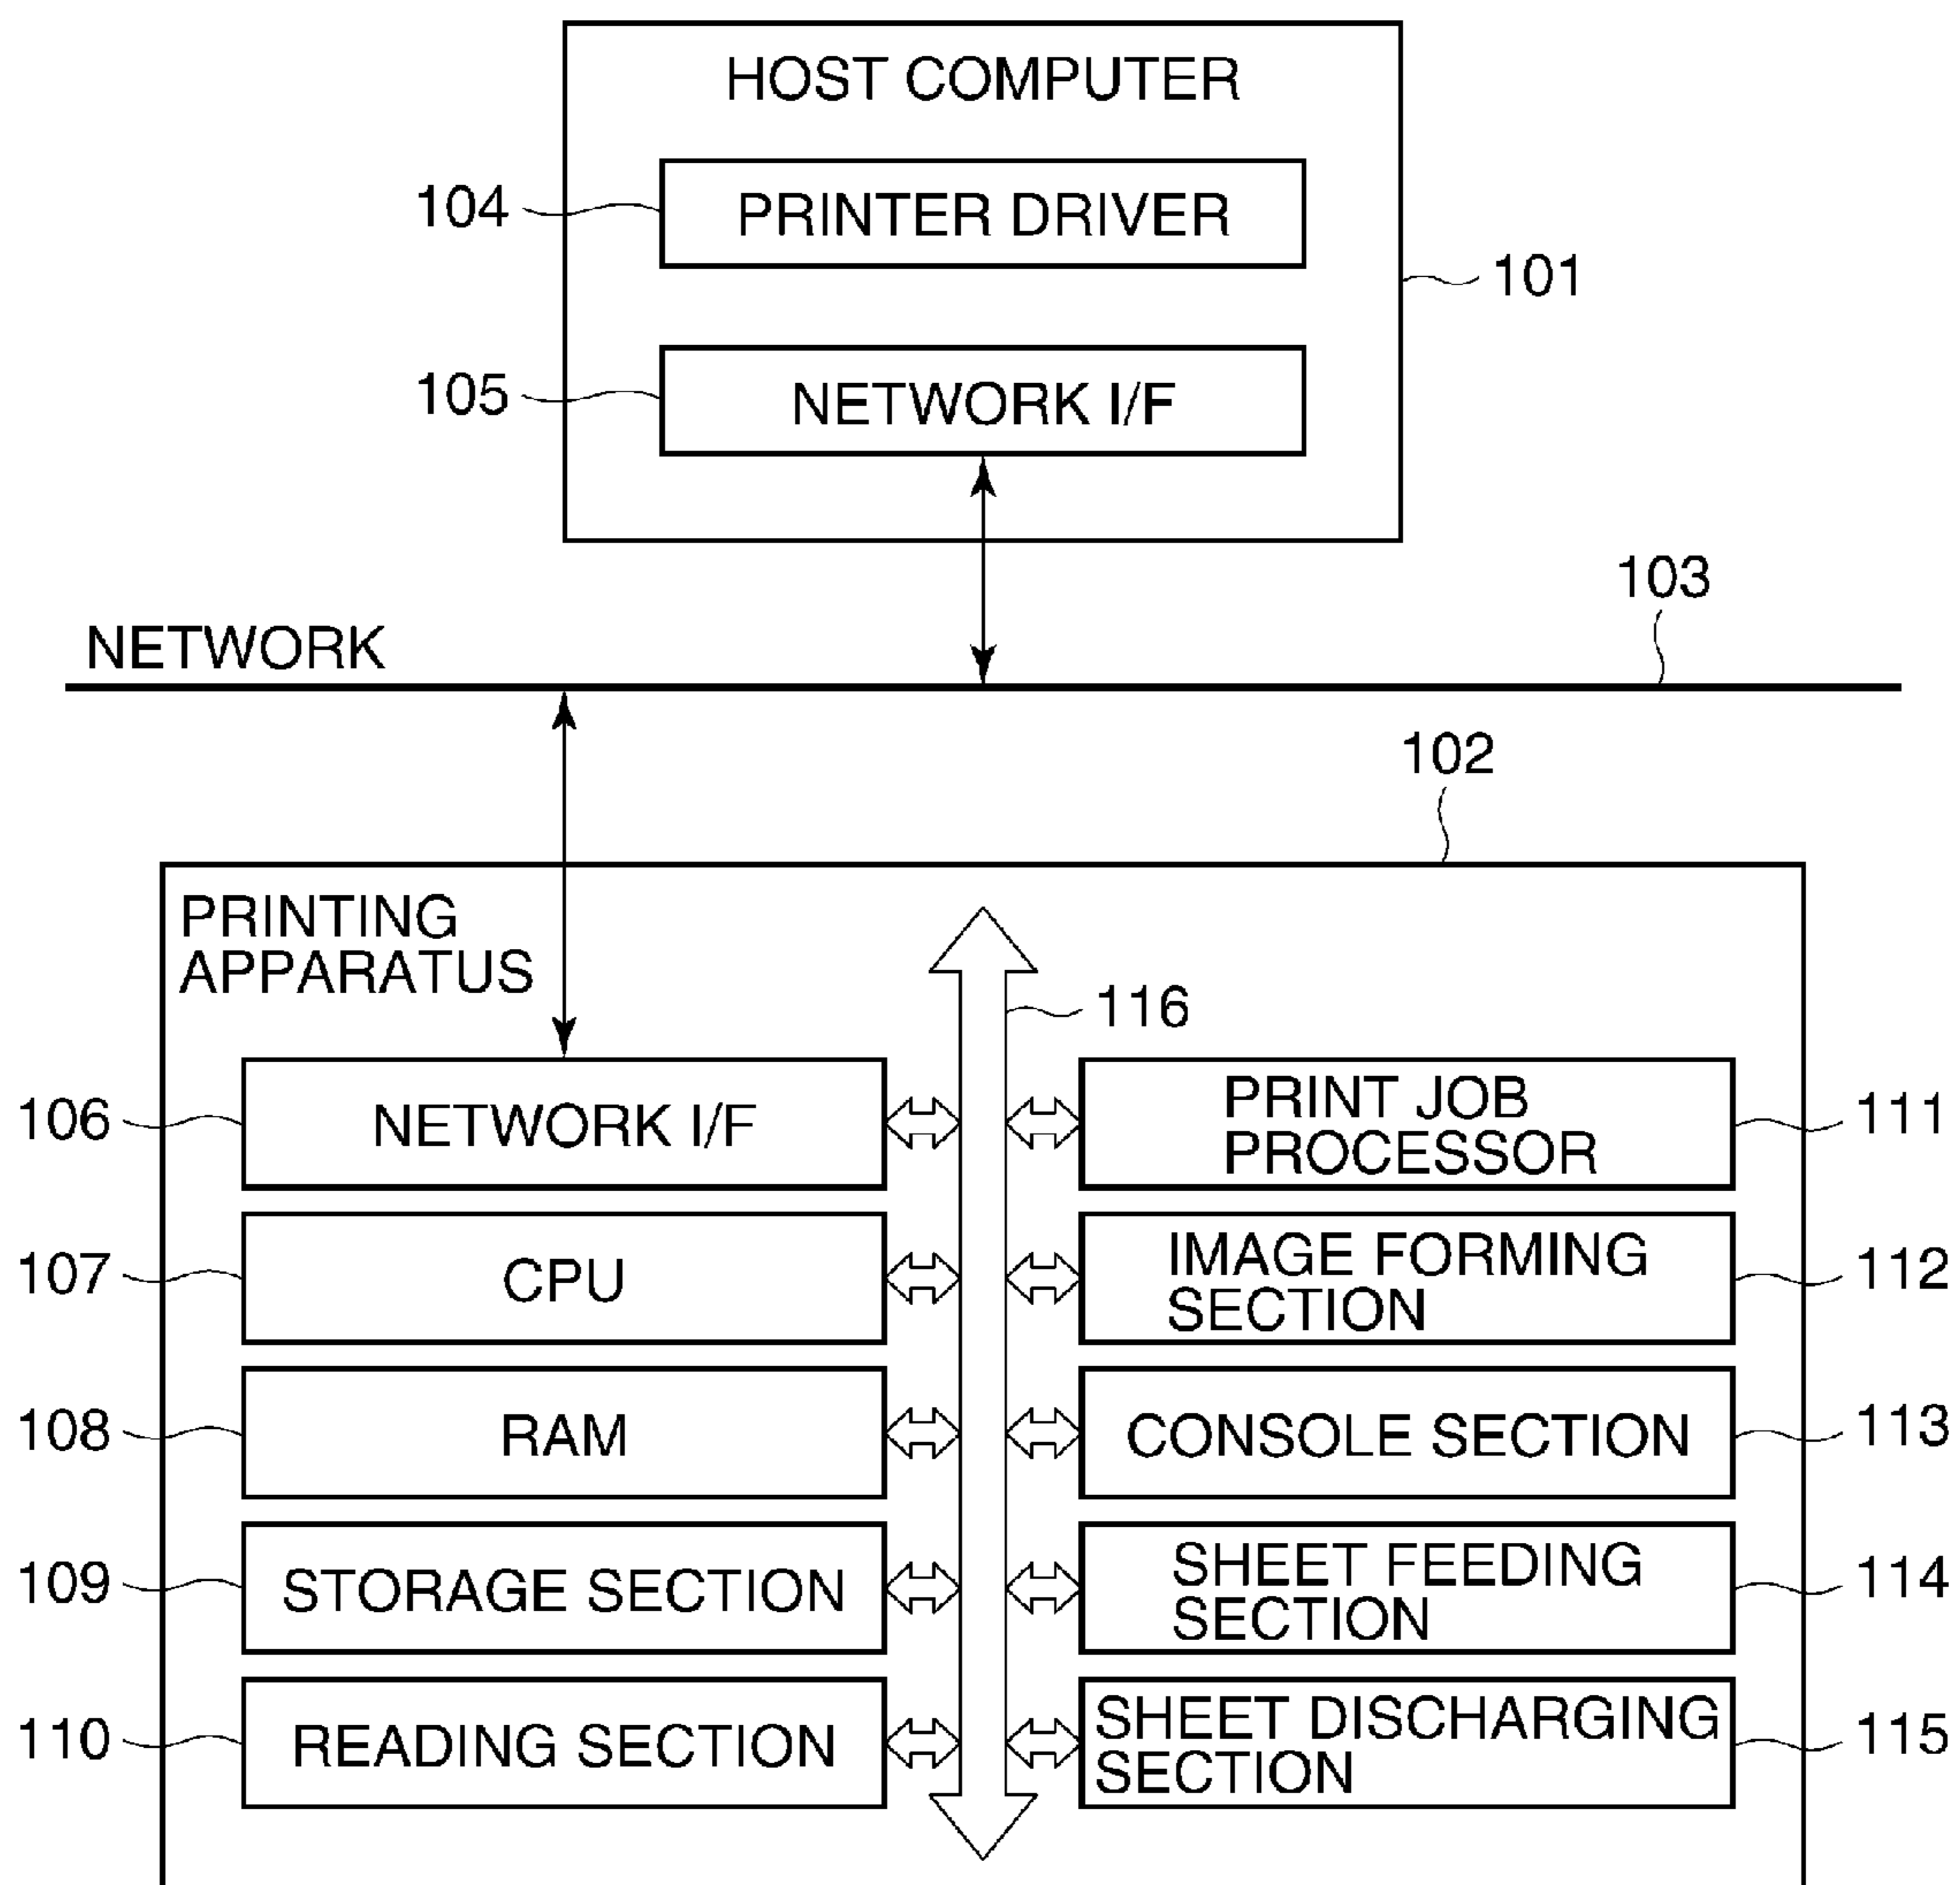 HOST COMPUTER
104
PRINTER DRIVER
101
105
NETWORK I/F
103
NETWORK
102
PRINTING
APPARATUS
116
106
NETWORK I/F
PRINT JOB
PROCESSOR
111
107
CPU
IMAGE FORMING
SECTION
112
108
RAM
CONSOLE SECTION
113
109
STORAGE SECTION
SHEET FEEDING
SECTION
114
110
READING SECTION
SHEET DISCHARGING
SECTION
115